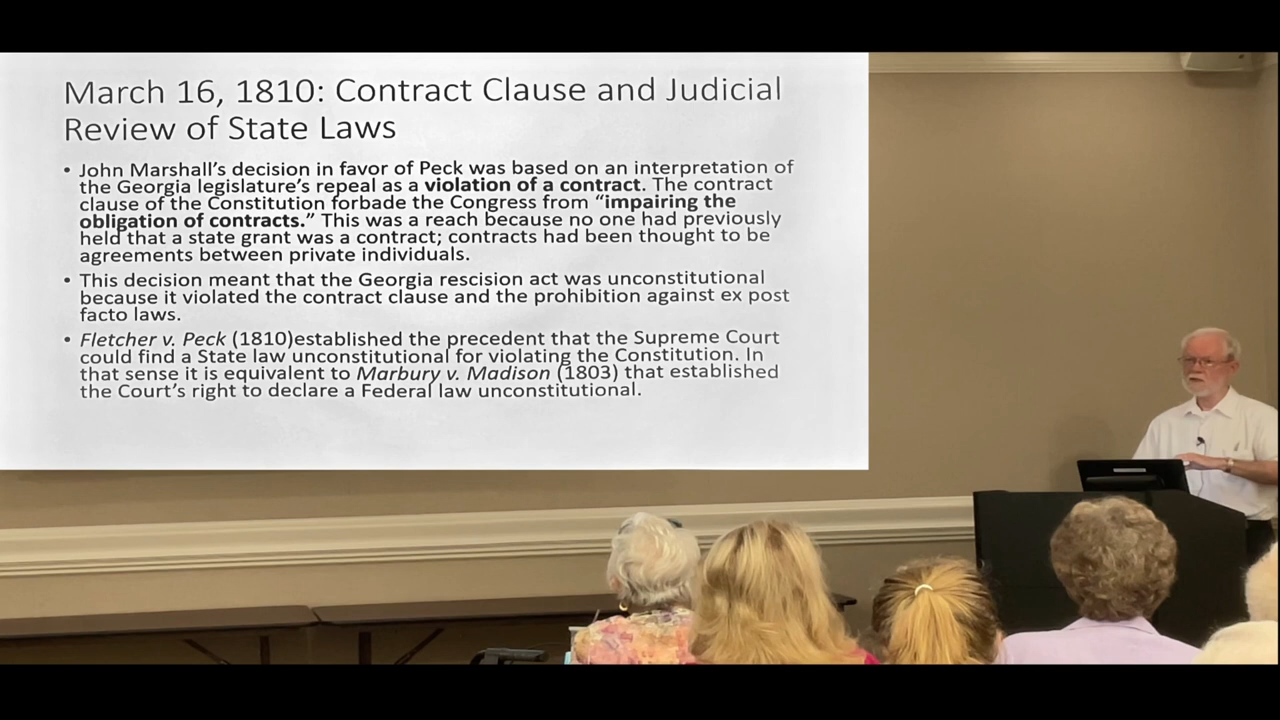 March 16, 1810: Contract Clause and Judicial
Review of State Laws
• John Marshall's decision in favor of Peck was based on an interpretation of
the Georgia legislature's repeal as a violation of a contract. The contract
clause of the Constitution forbade the Congress from “impairing the
obligation of contracts.” This was a reach because no one had previously
held that a state grant was a contract; contracts had been thought to be
agreements between private individuals.
• This decision meant that the Georgia rescision act was unconstitutional
because it violated the contract clause and the prohibition against ex post
facto laws.
• Fletcher v. Peck (1810)established the precedent that the Supreme Court
could find a State law unconstitutional for violating the Constitution. In
that sense it is equivalent to Marbury v. Madison (1803) that established
the Court's right to declare a Federal law unconstitutional.